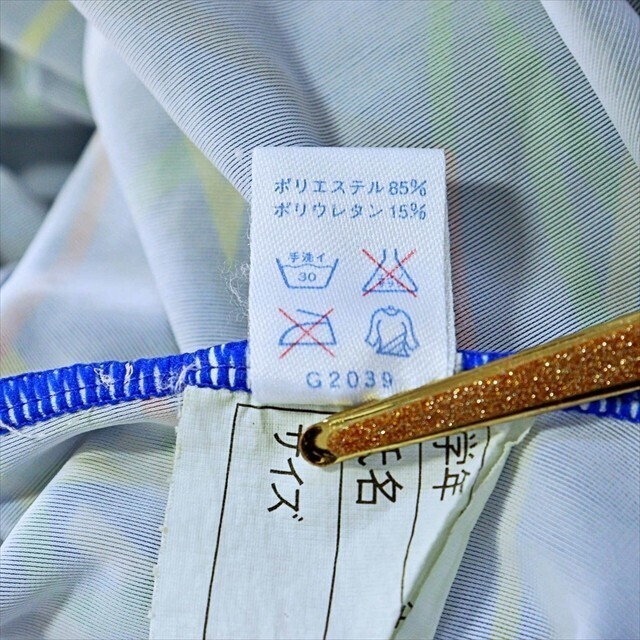 ポリエステル 85%
ポリウレタン 15%
手洗イ
30
G2039
学年
氏名
サイズ